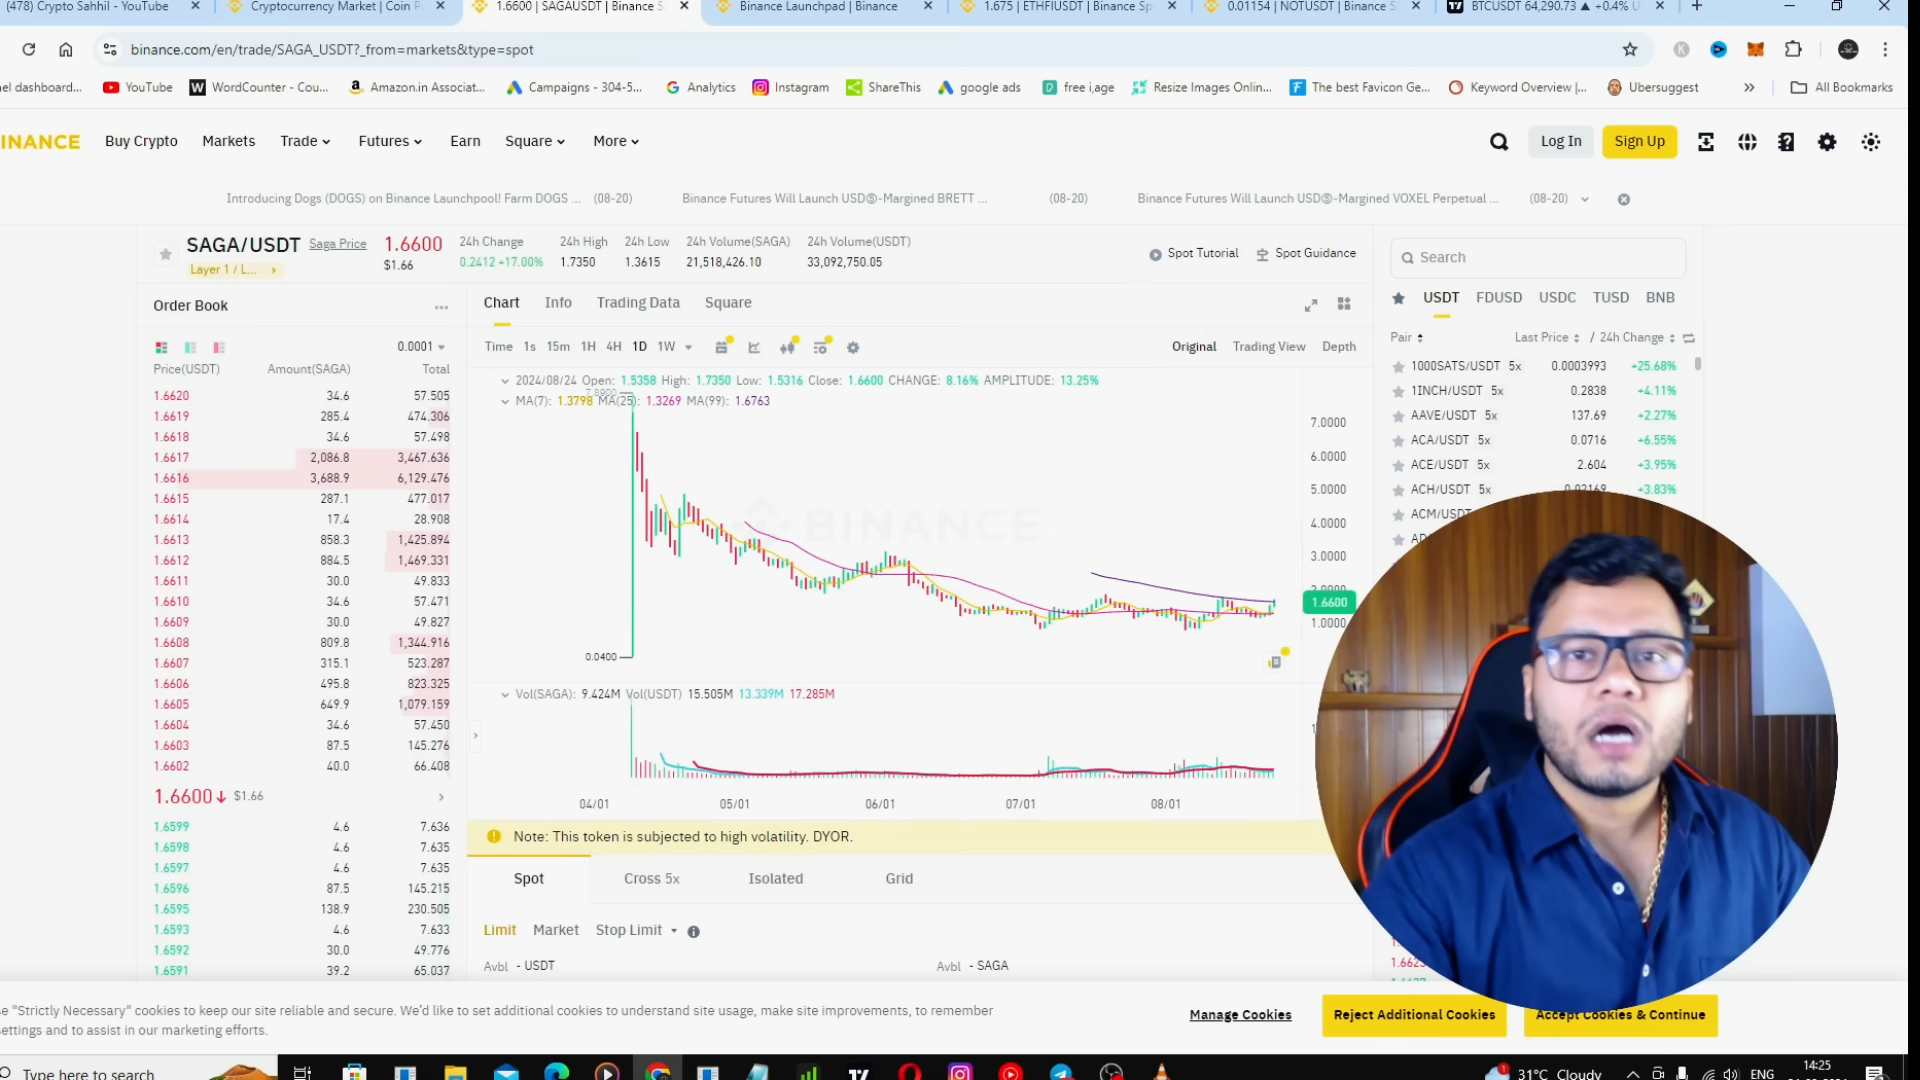 (478) Crypto Sahhil - YouTube
Cryptocurrency Market | Coin P
1.6600 | SAGAUSDT | Binance S
Binance Launchpad | Binance
1.675 | ETHFIUSDT | Binance Sp
0.01154 | NOTUSDT | Binance S
BTCUSDT 64,290.73 ▲ +0.4% U
binance.com/en/trade/SAGA_USDT?_from=markets&type=spot
el dashboard...
YouTube
WordCounter - Cou...
Amazon.in Associat...
Campaigns - 304-5...
Analytics
Instagram
ShareThis
google ads
free i,age
Resize Images Onlin...
The best Favicon Ge...
Keyword Overview |...
Ubersuggest
All Bookmarks
INANCE
Buy Crypto
Markets
Trade
Futures
Earn
Square
More
Log In
Sign Up
Introducing Dogs (DOGS) on Binance Launchpool! Farm DOGS ... (08-20)
Binance Futures Will Launch USDⓈ-Margined BRETT ... (08-20)
Binance Futures Will Launch USDⓈ-Margined VOXEL Perpetual ... (08-20)
SAGA/USDT
Saga Price
Layer 1 / L...
1.6600
$1.66
24h Change
0.2412 +17.00%
24h High
1.7350
24h Low
1.3615
24h Volume(SAGA)
21,518,426.10
24h Volume(USDT)
33,092,750.05
Spot Tutorial
Spot Guidance
Order Book
0.0001
Price(USDT) Amount(SAGA) Total
1.6620 34.6 57.505
1.6619 285.4 474.306
1.6618 34.6 57.498
1.6617 2,086.8 3,467.636
1.6616 3,688.9 6,129.476
1.6615 287.1 477.017
1.6614 17.4 28.908
1.6613 858.3 1,425.894
1.6612 884.5 1,469.331
1.6611 30.0 49.833
1.6610 34.6 57.471
1.6609 30.0 49.827
1.6608 809.8 1,344.916
1.6607 315.1 523.287
1.6606 495.8 823.325
1.6605 649.9 1,079.159
1.6604 34.6 57.450
1.6603 87.5 145.276
1.6602 40.0 66.408
1.6600↓ $1.66
1.6599 4.6 7.636
1.6598 4.6 7.635
1.6597 4.6 7.635
1.6596 87.5 145.215
1.6595 138.9 230.505
1.6593 4.6 7.633
1.6592 30.0 49.776
1.6591 39.2 65.037
Chart
Info
Trading Data
Square
Time 1s 15m 1H 4H 1D 1W
Original
Trading View
Depth
2024/08/24 Open: 1.5358 High: 1.7350 Low: 1.5316 Close: 1.6600 CHANGE: 8.16% AMPLITUDE: 13.25%
MA(7): 1.3798 MA(25): 1.3269 MA(99): 1.6763
7.0000
6.0000
5.0000
4.0000
3.0000
1.6600
1.0000
BINANCE
0.0400
Vol(SAGA): 9.424M Vol(USDT) 15.505M 13.339M 17.285M
04/01
05/01
06/01
07/01
08/01
Note: This token is subjected to high volatility. DYOR.
Spot
Cross 5x
Isolated
Grid
Limit
Market
Stop Limit
Avbl - USDT
Avbl - SAGA
Search
USDT
FDUSD
USDC
TUSD
BNB
Pair
Last Price / 24h Change
1000SATS/USDT 5x 0.0003993 +25.68%
1INCH/USDT 5x 0.2838 +4.11%
AAVE/USDT 5x 137.69 +2.27%
ACA/USDT 5x 0.0716 +6.55%
ACE/USDT 5x 2.604 +3.95%
ACH/USDT 5x 0.02169 +3.83%
ACM/USDT
e "Strictly Necessary" cookies to keep our site reliable and secure. We'd like to set additional cookies to understand site usage, make site improvements, to remember
ettings and to assist in our marketing efforts.
Manage Cookies
Reject Additional Cookies
Accept Cookies & Continue
Type here to search
31°C Cloudy
ENG
14:25